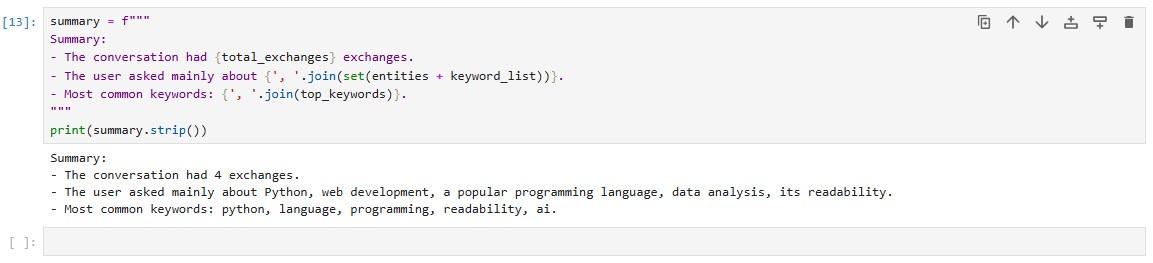 [13]: summary = f"""
Summary:
- The conversation had {total_exchanges} exchanges.
- The user asked mainly about {', '.join(set(entities + keyword_list))}.
- Most common keywords: {', '.join(top_keywords)}.
"""
print(summary.strip())
Summary:
- The conversation had 4 exchanges.
- The user asked mainly about Python, web development, a popular programming language, data analysis, its readability.
- Most common keywords: python, language, programming, readability, ai.
[ ]: